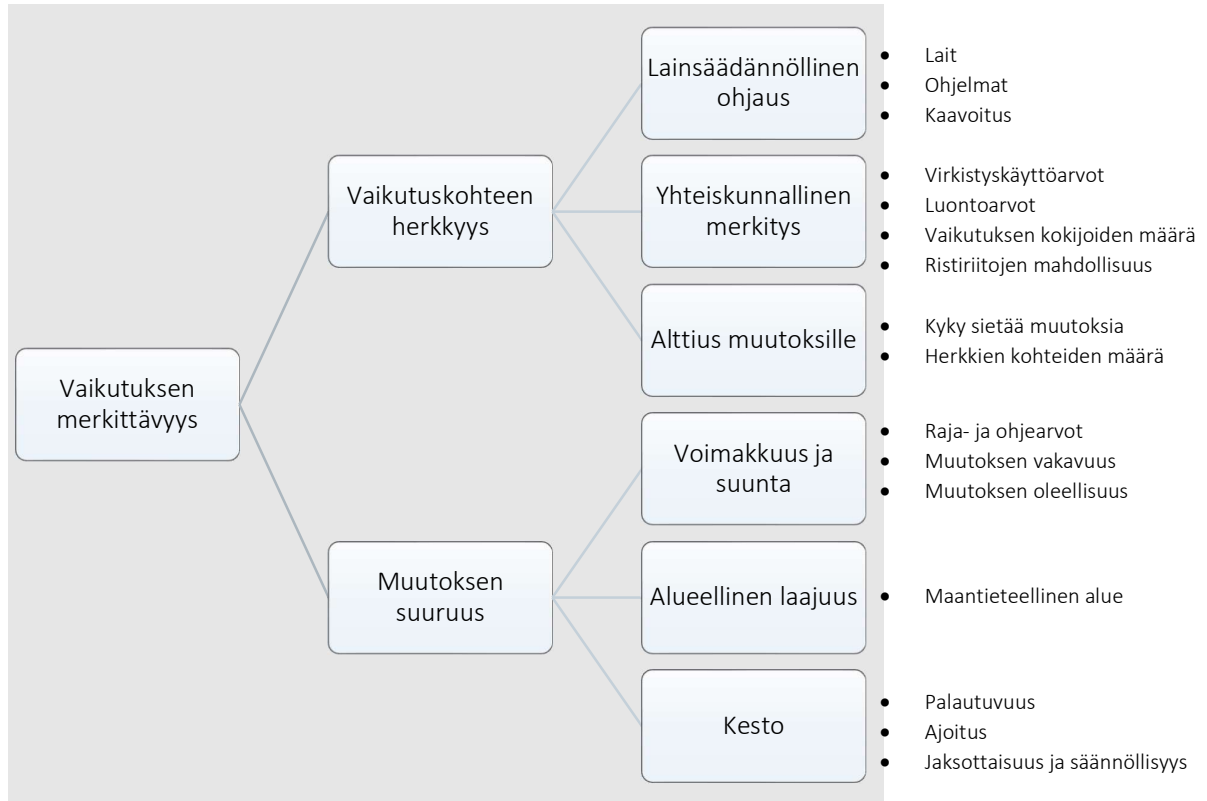 Lainsäädännöllinen
ohjaus
Lait
Ohjelmat
Kaavoitus
Vaikutuskohteen
herkkyys
Yhteiskunnallinen
merkitys
Virkistyskäyttöarvot
Luontoarvot
Vaikutuksen kokijoiden määrä
Ristiriitojen mahdollisuus
Alttius muutoksille
Kyky sietää muutoksia
Herkkien kohteiden määrä
Vaikutuksen
merkittävyys
Voimakkuus ja
suunta
Raja- ja ohjearvot
Muutoksen vakavuus
Muutoksen oleellisuus
Muutoksen
suuruus
Alueellinen laajuus
Maantieteellinen alue
Kesto
Palautuvuus
Ajoitus
Jaksottaisuus ja säännöllisyys